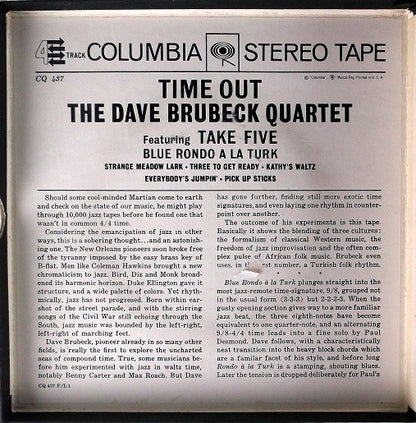 4 TRACK COLUMBIA STEREO TAPE
CQ 437
TIME OUT
THE DAVE BRUBECK QUARTET
Featuring TAKE FIVE
BLUE RONDO A LA TURK
STRANGE MEADOW LARK · THREE TO GET READY · KATHY'S WALTZ
EVERYBODY'S JUMPIN' · PICK UP STICKS
Should some cool-minded Martian come to earth
and check on the state of our music, he might play
through 10,000 jazz tapes before he found one that
wasn't in common 4/4 time.
Considering the emancipation of jazz in other
ways, this is a sobering thought... and an astonish-
ing one. The New Orleans pioneers soon broke free
of the tyranny imposed by the easy brass key of
B-flat. Men like Coleman Hawkins brought a new
chromaticism to jazz. Bird, Diz and Monk broad-
ened its harmonic horizon. Duke Ellington gave it
structure, and a wide palette of colors. Yet rhyth-
mically, jazz has not progressed. Born within ear-
shot of the street parade, and with the stirring
songs of the Civil War still echoing through the
South, jazz music was bounded by the left-right,
left-right of marching feet.
Dave Brubeck, pioneer already in so many other
fields, is really the first to explore the uncharted
seas of compound time. True, some musicians be-
fore him experimented with jazz in waltz time,
notably Benny Carter and Max Roach. But Dave
CQ 437 F/L1
has gone further, finding still more exotic time
signatures, and even laying one rhythm in counter-
point over another.
The outcome of his experiments is this tape.
Basically it shows the blending of three cultures:
the formalism of classical Western music, the
freedom of jazz improvisation and the often com-
plex pulse of African folk music. Brubeck even
uses, in first number, a Turkish folk rhythm.
Blue Rondo à la Turk plunges straight into the
most jazz-remote time-signature, 9/8, grouped not
in the usual form (3-3-3) but 2-2-2-3. When the
gusty opening section gives way to a more familiar
jazz beat, the three eighth-notes have become
equivalent to one quarter-note, and an alternating
9/8-4/4 time leads into a fine solo by Paul
Desmond. Dave follows, with a characteristically
neat transition into the heavy block chords which
are a familiar facet of his style, and before long
Rondo à la Turk is a stamping, shouting blues.
Later the tension is dropped deliberately for Paul's